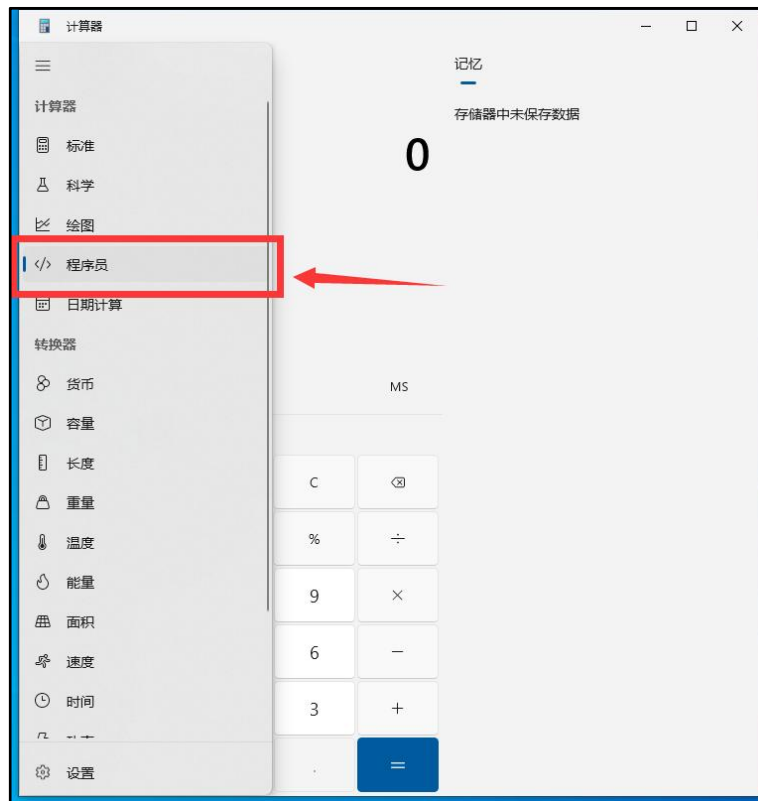 计算器
记忆
计算器
存储器中未保存数据
标准
0
科学
绘图
</> 程序员
日期计算
转换器
货币
MS
容量
长度
C
重量
温度
%
÷
能量
9
×
面积
6
−
速度
时间
3
+
设置
.
=